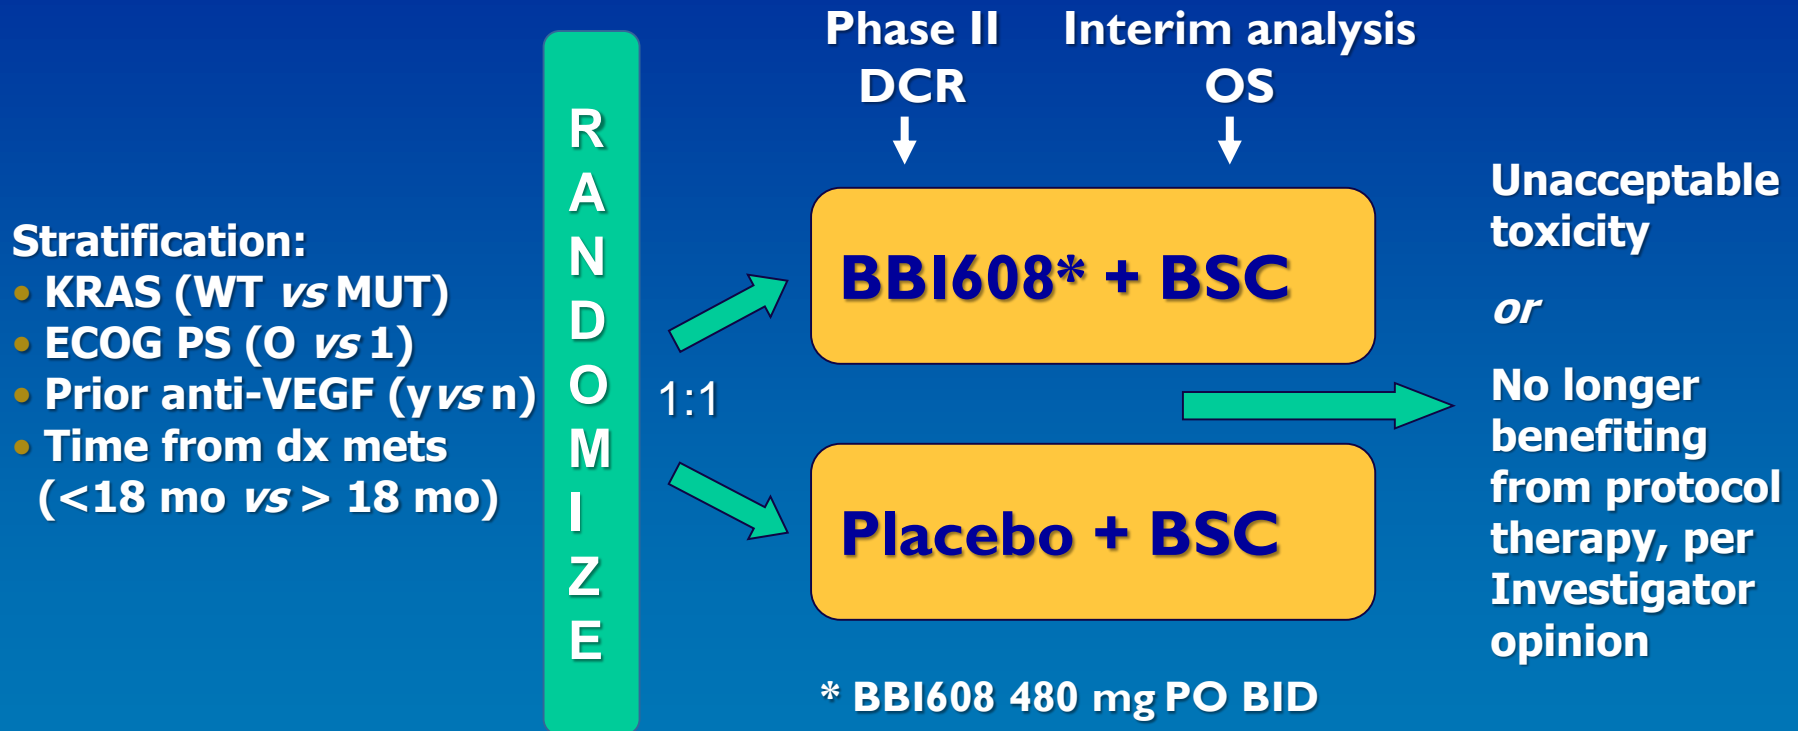 Stratification:
• KRAS (WT vs MUT)
• ECOG PS (O vs 1)
• Prior anti-VEGF (y vs n)
• Time from dx mets
(<18 mo vs > 18 mo)
R
A
N
D
O
M
I
Z
E
1:1
Phase II
DCR
Interim analysis
OS
BBI608* + BSC
Placebo + BSC
* BBI608 480 mg PO BID
Unacceptable
toxicity
or
No longer
benefiting
from protocol
therapy, per
Investigator
opinion